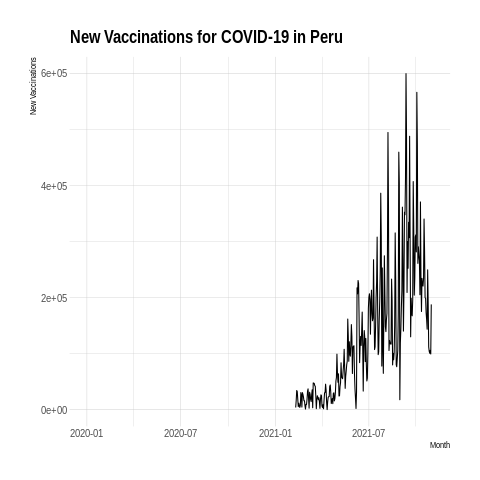 New Vaccinations for COVID-19 in Peru
New Vaccinations
6e+05
4e+05
2e+05
0e+00
2020-01 2020-07 2021-01 2021-07
Month